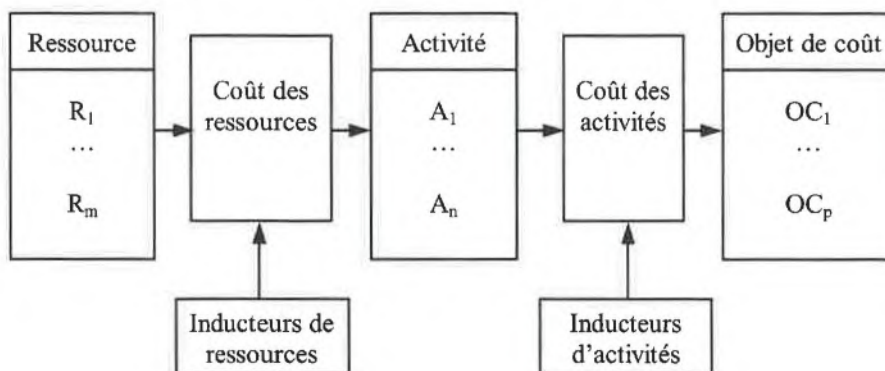 Ressource
R1
...
Rm
Coût des
ressources
Activité
A1
...
An
Coût des
activités
Objet de coût
OC1
...
OCp
Inducteurs de
ressources
Inducteurs
d'activités